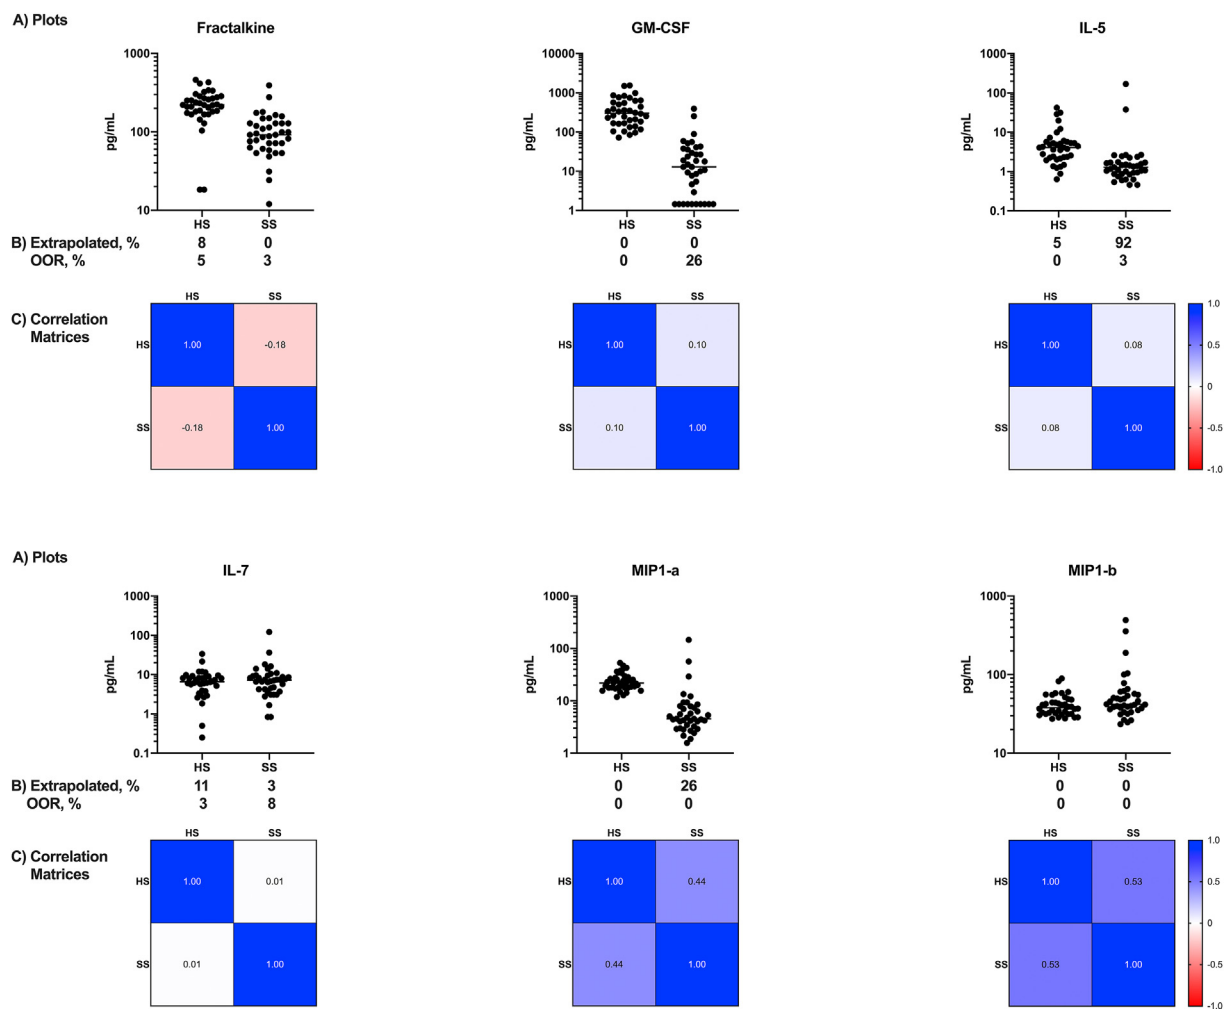 A) Plots
Fractalkine
GM-CSF
IL-5
1000
100
10
pg/mL
HS SS
10000
1000
100
10
1
pg/mL
HS SS
10000
1000
100
10
1
0.1
pg/mL
HS SS
B) Extrapolated, % 8 0 0 0 5 92
OOR, % 5 3 0 26 0 3
C) Correlation
Matrices
HS SS
HS 1.00 -0.18
SS -0.18 1.00
HS SS
HS 1.00 0.10
SS 0.10 1.00
HS SS
HS 1.00 0.08
SS 0.08 1.00
1.0
0.5
0
-0.5
-1.0
A) Plots
IL-7
MIP1-a
MIP1-b
1000
100
10
1
0.1
pg/mL
HS SS
1000
100
10
1
pg/mL
HS SS
1000
100
10
pg/mL
HS SS
B) Extrapolated, % 11 3 0 26 0 0
OOR, % 3 8 0 0 0 0
C) Correlation
Matrices
HS SS
HS 1.00 0.01
SS 0.01 1.00
HS SS
HS 1.00 0.44
SS 0.44 1.00
HS SS
HS 1.00 0.53
SS 0.53 1.00
1.0
0.5
0
-0.5
-1.0